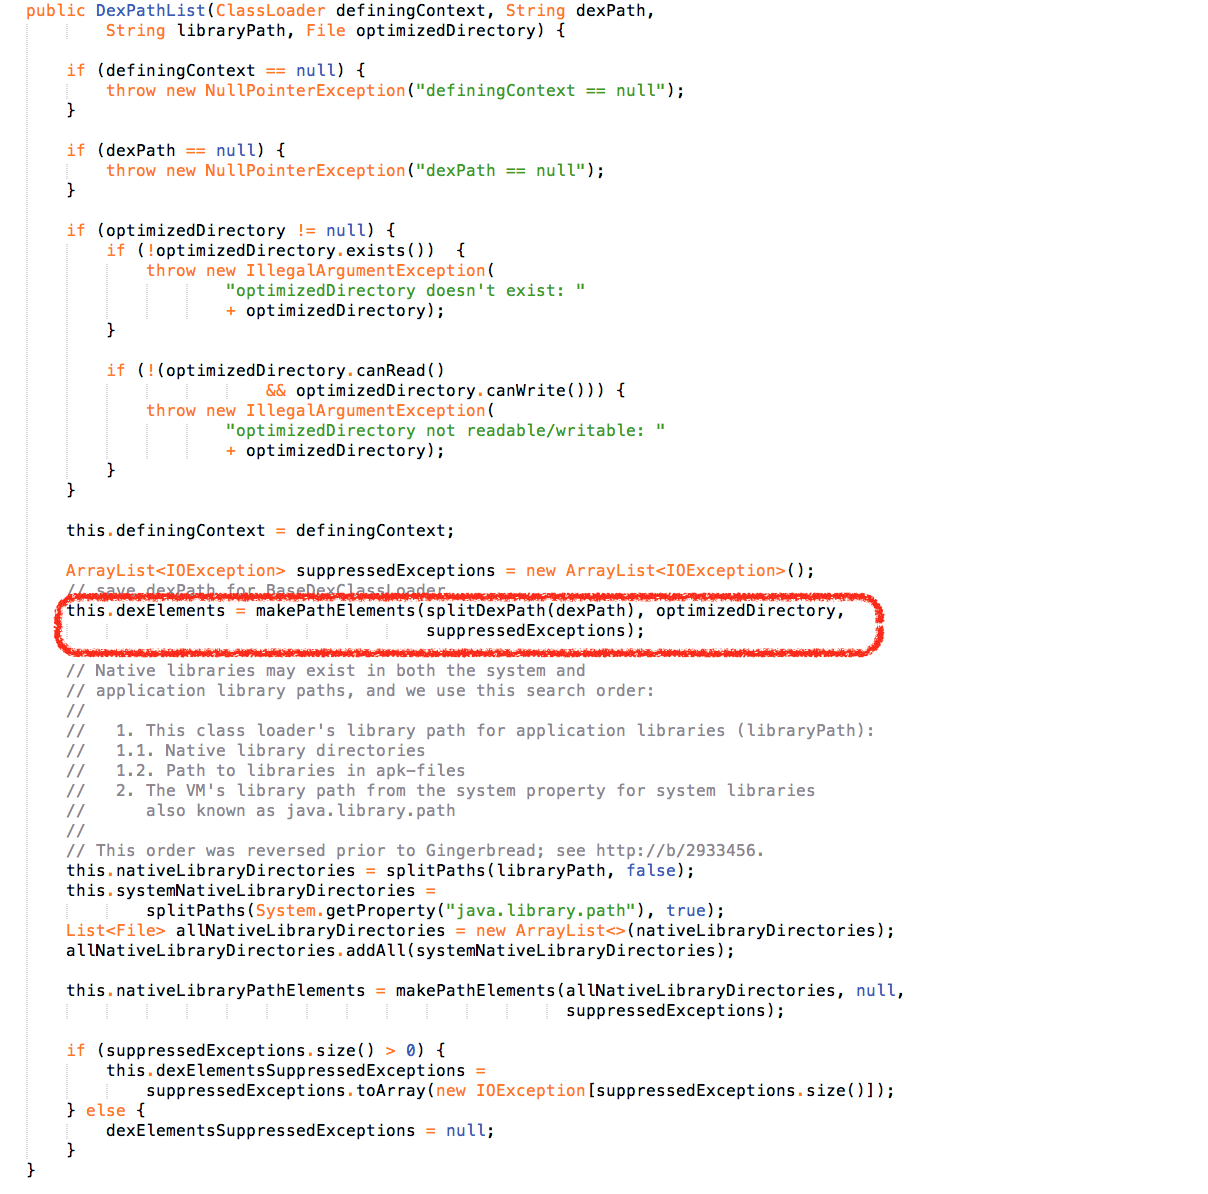 public DexPathList(ClassLoader definingContext, String dexPath,
String libraryPath, File optimizedDirectory) {
if (definingContext == null) {
throw new NullPointerException("definingContext == null");
}
if (dexPath == null) {
throw new NullPointerException("dexPath == null");
}
if (optimizedDirectory != null) {
if (!optimizedDirectory.exists())  {
throw new IllegalArgumentException(
"optimizedDirectory doesn't exist: "
+ optimizedDirectory);
}
if (!(optimizedDirectory.canRead()
&& optimizedDirectory.canWrite())) {
throw new IllegalArgumentException(
"optimizedDirectory not readable/writable: "
+ optimizedDirectory);
}
}
this.definingContext = definingContext;
ArrayList<IOException> suppressedExceptions = new ArrayList<IOException>();
// save dexPath for BaseDexClassLoader
this.dexElements = makePathElements(splitDexPath(dexPath), optimizedDirectory,
suppressedExceptions);
// Native libraries may exist in both the system and
// application library paths, and we use this search order:
//
//   1. This class loader's library path for application libraries (libraryPath):
//   1.1. Native library directories
//   1.2. Path to libraries in apk-files
//   2. The VM's library path from the system property for system libraries
//      also known as java.library.path
//
// This order was reversed prior to Gingerbread; see http://b/2933456.
this.nativeLibraryDirectories = splitPaths(libraryPath, false);
this.systemNativeLibraryDirectories =
splitPaths(System.getProperty("java.library.path"), true);
List<File> allNativeLibraryDirectories = new ArrayList<>(nativeLibraryDirectories);
allNativeLibraryDirectories.addAll(systemNativeLibraryDirectories);
this.nativeLibraryPathElements = makePathElements(allNativeLibraryDirectories, null,
suppressedExceptions);
if (suppressedExceptions.size() > 0) {
this.dexElementsSuppressedExceptions =
suppressedExceptions.toArray(new IOException[suppressedExceptions.size()]);
} else {
dexElementsSuppressedExceptions = null;
}
}